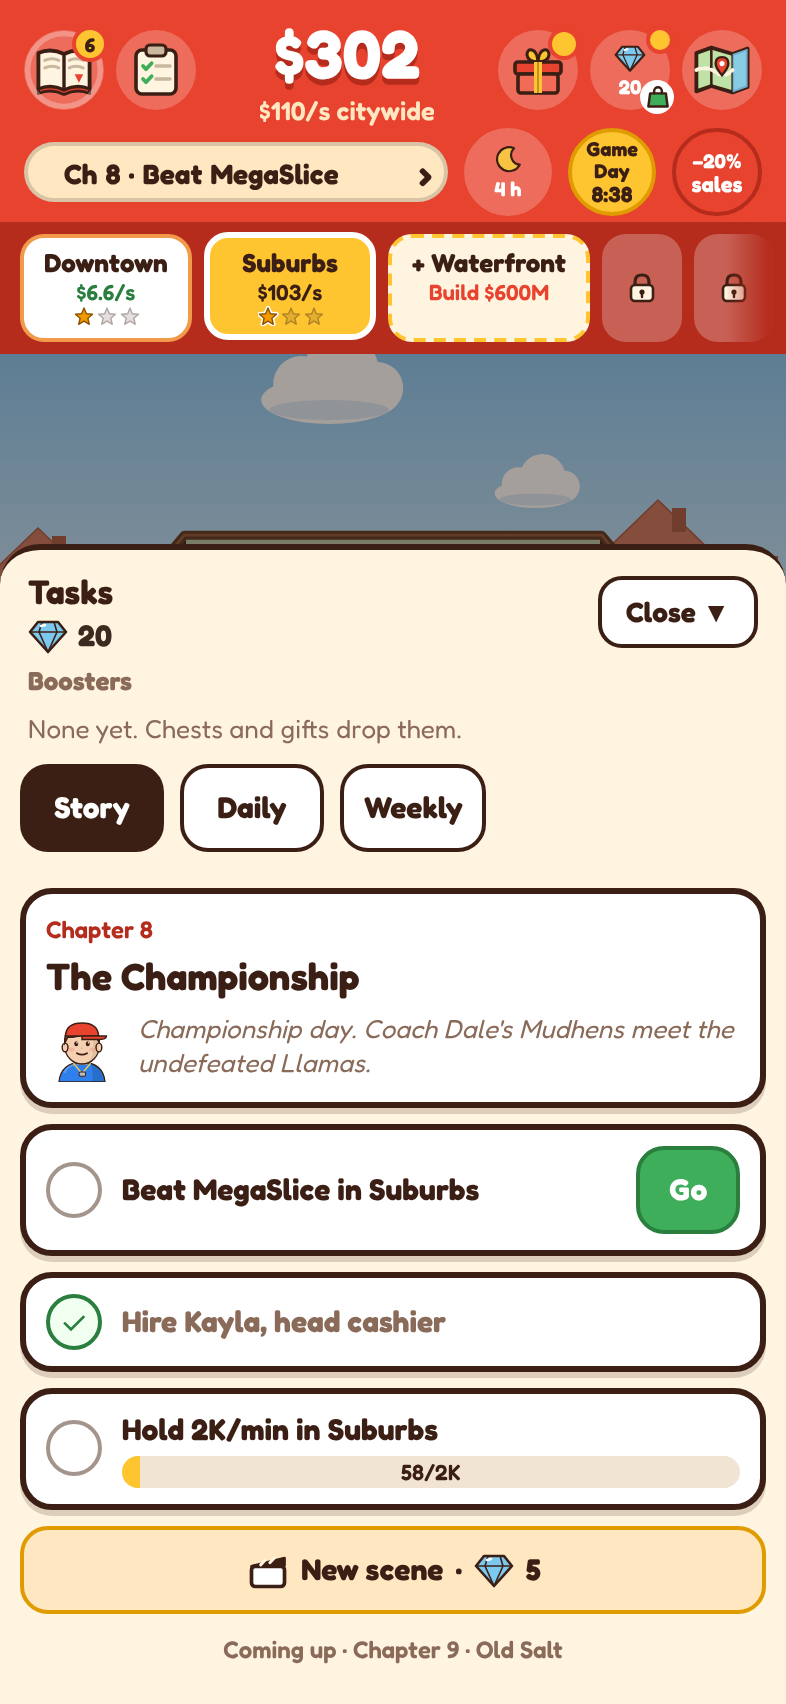 6
$302
$110/s citywide
20
Ch 8 · Beat MegaSlice ›
4 h
Game
Day
8:38
−20%
sales
Downtown
$6.6/s
Suburbs
$103/s
+ Waterfront
Build $600M
Tasks
20
Close ▼
Boosters
None yet. Chests and gifts drop them.
Story
Daily
Weekly
Chapter 8
The Championship
Championship day. Coach Dale's Mudhens meet the
undefeated Llamas.
Beat MegaSlice in Suburbs
Go
Hire Kayla, head cashier
Hold 2K/min in Suburbs
58/2K
New scene · 5
Coming up · Chapter 9 · Old Salt